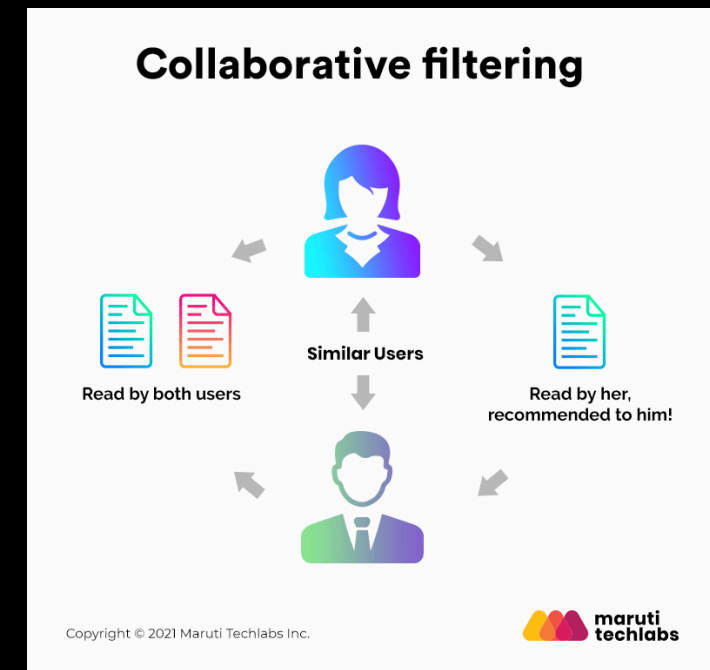 Collaborative filtering
Similar Users
Read by both users
Read by her,
recommended to him!
Copyright © 2021 Maruti Techlabs Inc.
maruti
techlabs